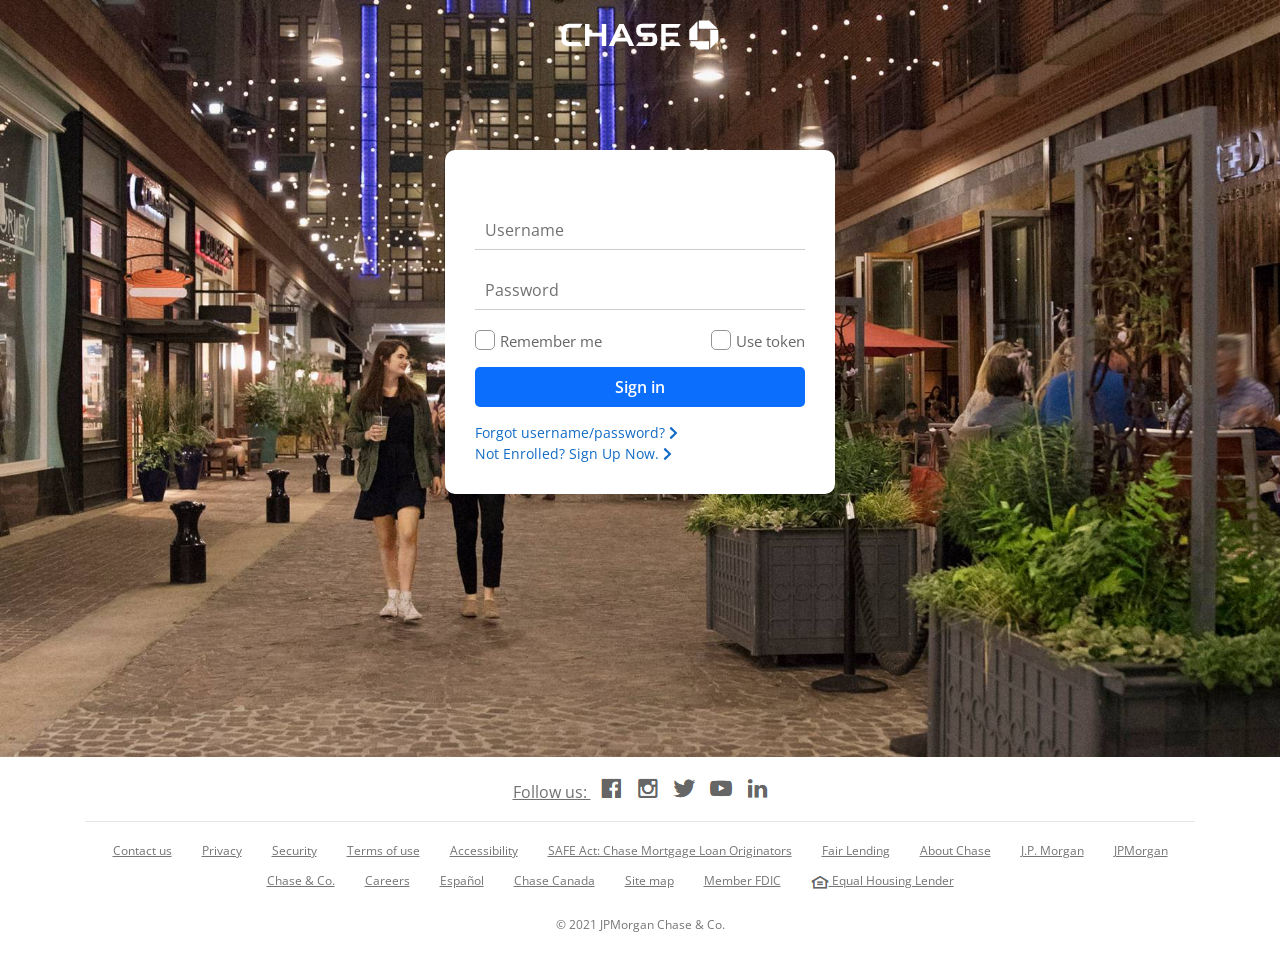 CHASE
Username
Password
Remember me Use token
Sign in
Forgot username/password?
Not Enrolled? Sign Up Now.
Follow us:
Contact us Privacy Security Terms of use Accessibility SAFE Act: Chase Mortgage Loan Originators Fair Lending About Chase J.P. Morgan JPMorgan
Chase & Co. Careers Español Chase Canada Site map Member FDIC Equal Housing Lender
© 2021 JPMorgan Chase & Co.